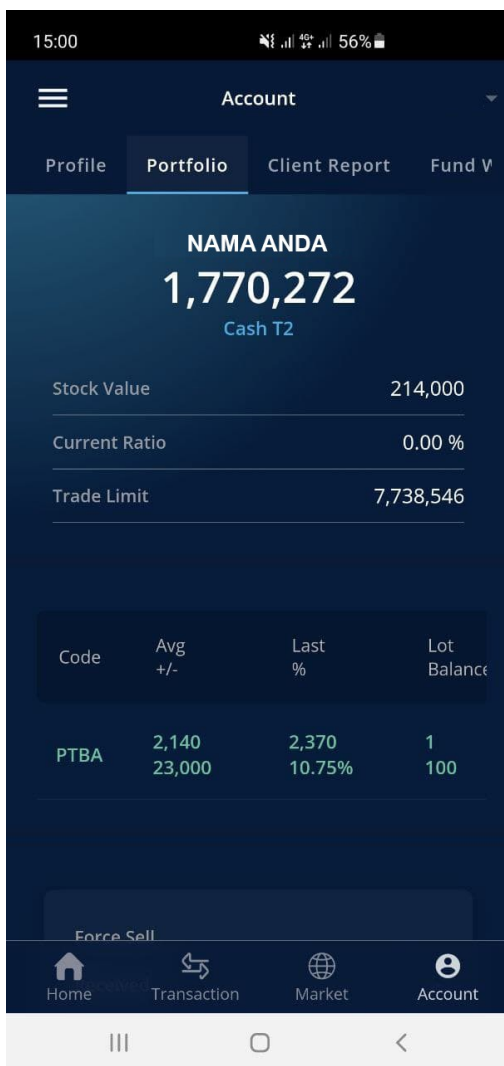 15:00 4G+ 56%
Account
Profile Portfolio Client Report Fund W
NAMA ANDA
1,770,272
Cash T2
Stock Value 214,000
Current Ratio 0.00 %
Trade Limit 7,738,546
Code Avg Last Lot
+/- % Balance
PTBA 2,140 2,370 1
23,000 10.75% 100
Force Sell
Received
Home Transaction Market Account